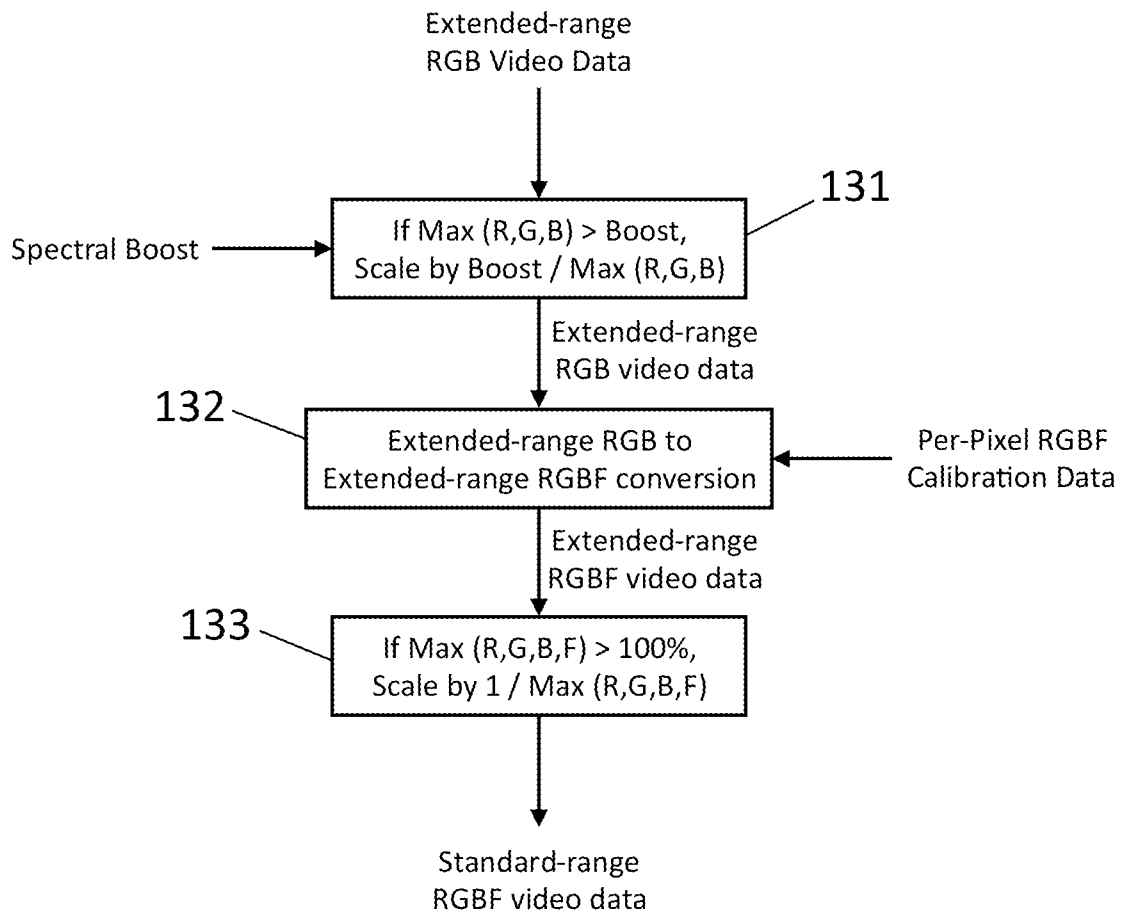 Extended-range
RGB Video Data
131
If Max (R,G,B) > Boost,
Scale by Boost / Max (R,G,B)
Spectral Boost
Extended-range
RGB video data
132
Extended-range RGB to
Extended-range RGBF conversion
Per-Pixel RGBF
Calibration Data
Extended-range
RGBF video data
133
If Max (R,G,B,F) > 100%,
Scale by 1 / Max (R,G,B,F)
Standard-range
RGBF video data